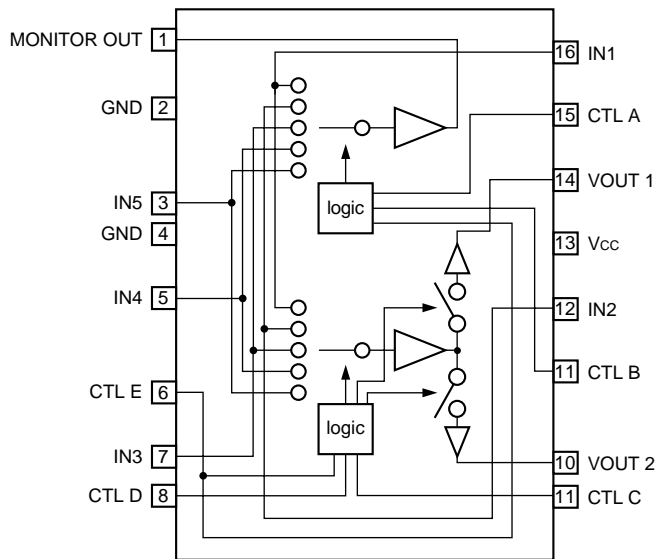 MONITOR OUT 1
GND 2
IN5 3
GND 4
IN4 5
CTL E 6
IN3 7
CTL D 8
16 IN1
15 CTL A
14 VOUT 1
13 VCC
12 IN2
11 CTL B
10 VOUT 2
11 CTL C
logic
logic